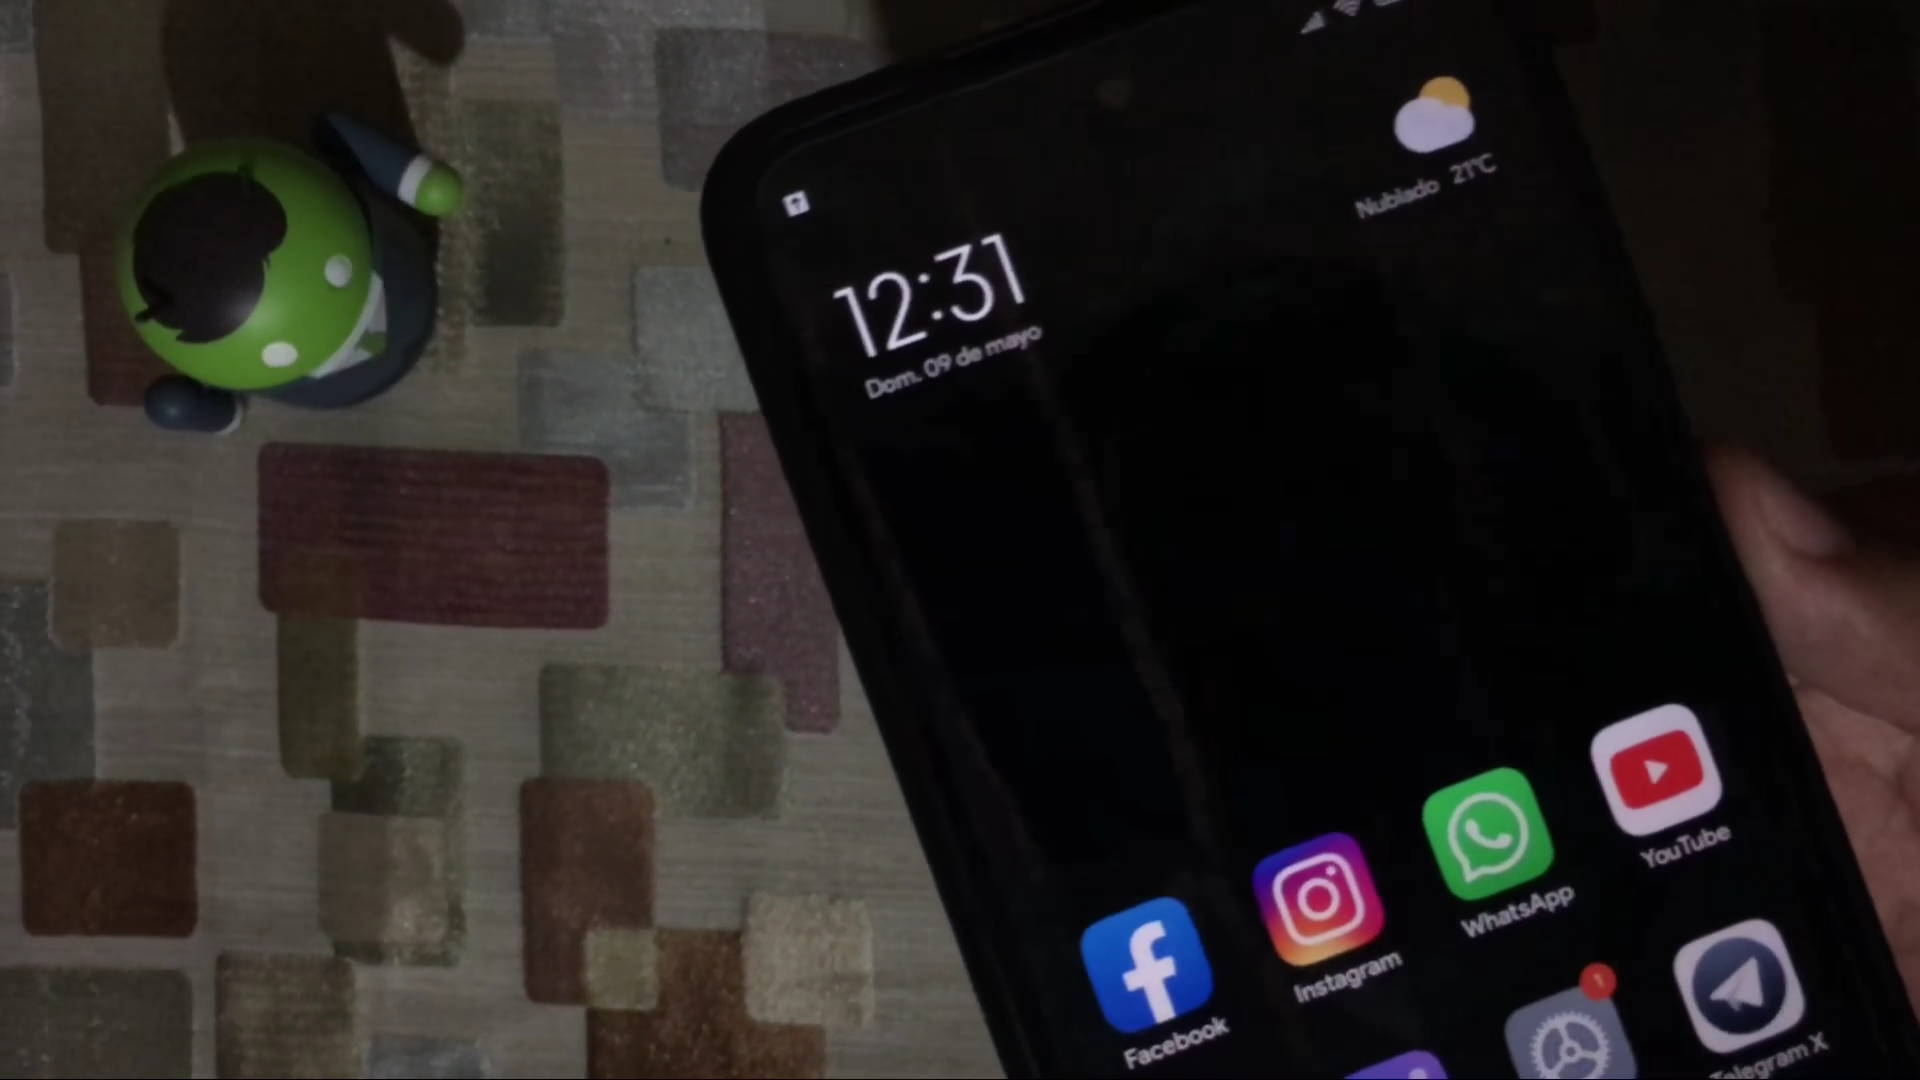 Nublado 21°C
12:31
Dom. 09 de mayo
YouTube
WhatsApp
Instagram
Facebook
1
Telegram X